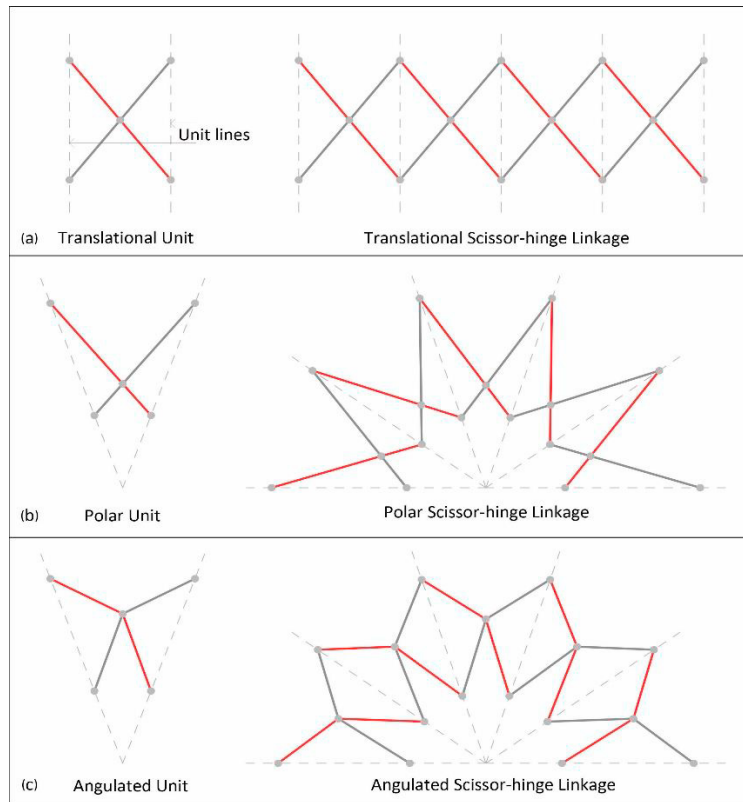 Unit lines
(a) Translational Unit Translational Scissor-hinge Linkage
(b) Polar Unit Polar Scissor-hinge Linkage
(c) Angulated Unit Angulated Scissor-hinge Linkage